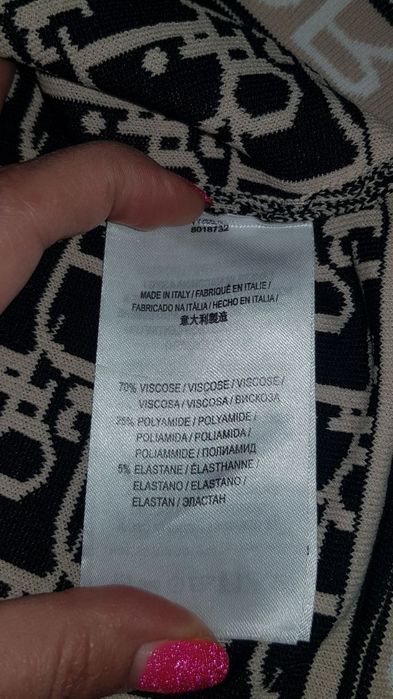 8018732
MADE IN ITALY / FABRIQUÉ EN ITALIE /
FABRICADO NA ITÁLIA / HECHO EN ITALIA /
意大利製造
70% VISCOSE / VISCOSE / VISCOSE /
VISCOSA / VISCOSA / ВИСКОЗА
25% POLYAMIDE / POLYAMIDE /
POLIAMIDA / POLIAMIDA /
POLIAMMIDE / ПОЛИАМИД
5% ELASTANE / ÉLASTHANNE /
ELASTANO / ELASTANO /
ELASTAN / ЭЛАСТАН